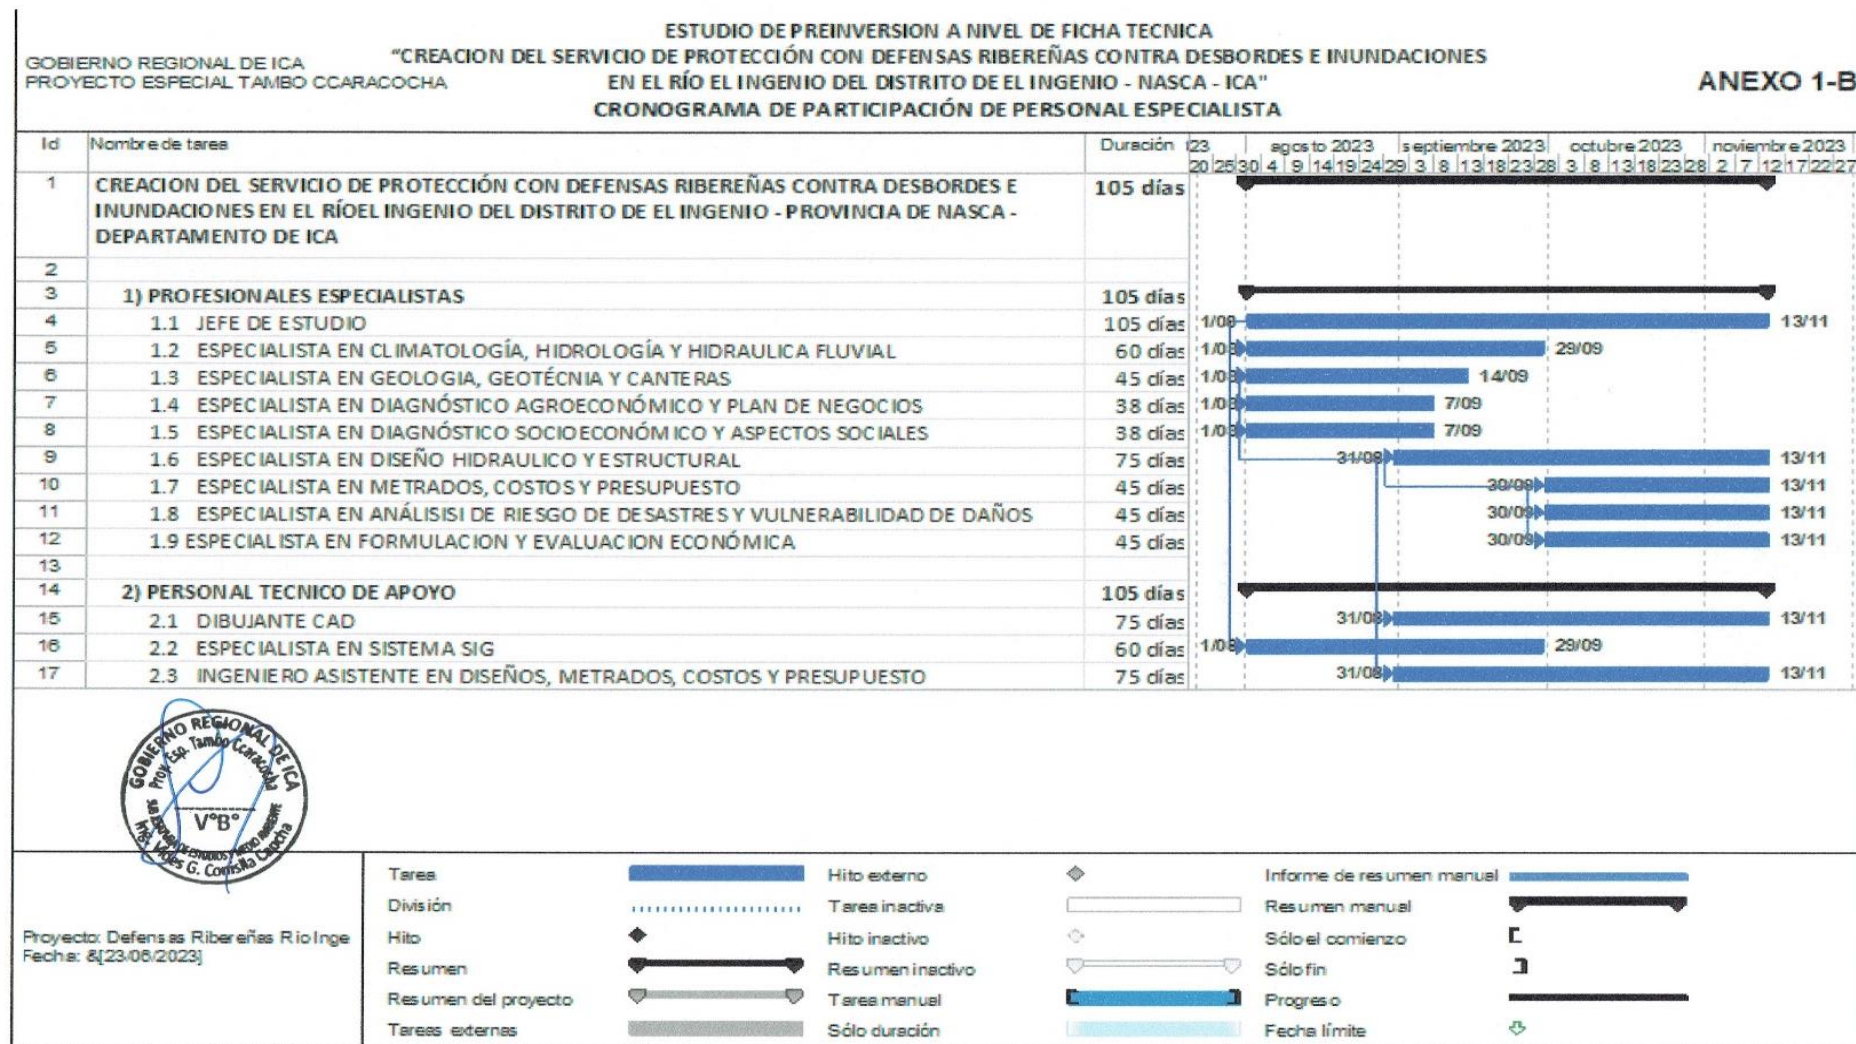 ESTUDIO DE PREINVERSION A NIVEL DE FICHA TECNICA
GOBIERNO REGIONAL DE ICA
PROYECTO ESPECIAL TAMBO CCARACOCHA
"CREACION DEL SERVICIO DE PROTECCIÓN CON DEFENSAS RIBEREÑAS CONTRA DESBORDES E INUNDACIONES
EN EL RÍO EL INGENIO DEL DISTRITO DE EL INGENIO - NASCA - ICA"
ANEXO 1-B
CRONOGRAMA DE PARTICIPACIÓN DE PERSONAL ESPECIALISTA
Id Nombre de tarea Duración 23 agosto 2023 septiembre 2023 octubre 2023 noviembre 2023
20 25 30 4 9 14 19 24 29 3 8 13 18 23 28 3 8 13 18 23 28 2 7 12 17 22 27
1 CREACION DEL SERVICIO DE PROTECCIÓN CON DEFENSAS RIBEREÑAS CONTRA DESBORDES E 105 días
INUNDACIONES EN EL RÍOEL INGENIO DEL DISTRITO DE EL INGENIO - PROVINCIA DE NASCA -
DEPARTAMENTO DE ICA
2
3 1) PROFESIONALES ESPECIALISTAS 105 días
4 1.1 JEFE DE ESTUDIO 105 días 1/08 13/11
5 1.2 ESPECIALISTA EN CLIMATOLOGÍA, HIDROLOGÍA Y HIDRAULICA FLUVIAL 60 días 1/08 29/09
6 1.3 ESPECIALISTA EN GEOLOGIA, GEOTÉCNIA Y CANTERAS 45 días 1/08 14/09
7 1.4 ESPECIALISTA EN DIAGNÓSTICO AGROECONÓMICO Y PLAN DE NEGOCIOS 38 días 1/08 7/09
8 1.5 ESPECIALISTA EN DIAGNÓSTICO SOCIOECONÓMICO Y ASPECTOS SOCIALES 38 días 1/08 7/09
9 1.6 ESPECIALISTA EN DISEÑO HIDRAULICO Y ESTRUCTURAL 75 días 31/08 13/11
10 1.7 ESPECIALISTA EN METRADOS, COSTOS Y PRESUPUESTO 45 días 30/09 13/11
11 1.8 ESPECIALISTA EN ANÁLISISI DE RIESGO DE DESASTRES Y VULNERABILIDAD DE DAÑOS 45 días 30/09 13/11
12 1.9 ESPECIALISTA EN FORMULACION Y EVALUACION ECONÓMICA 45 días 30/09 13/11
13
14 2) PERSONAL TECNICO DE APOYO 105 días
15 2.1 DIBUJANTE CAD 75 días 31/08 13/11
16 2.2 ESPECIALISTA EN SISTEMA SIG 60 días 1/08 29/09
17 2.3 INGENIERO ASISTENTE EN DISEÑOS, METRADOS, COSTOS Y PRESUPUESTO 75 días 31/08 13/11
GOBIERNO REGIONAL DE ICA
Proy. Esp. Tambo Ccaracocha
V°B°
Tarea Hito externo Informe de resumen manual
División Tarea inactiva Resumen manual
Proyecto: Defensas Ribereñas Rio Inge
Hito Hito inactivo Sólo el comienzo
Fecha: &[23/06/2023]
Resumen Resumen inactivo Sólo fin
Resumen del proyecto Tarea manual Progreso
Tareas externas Sólo duración Fecha límite